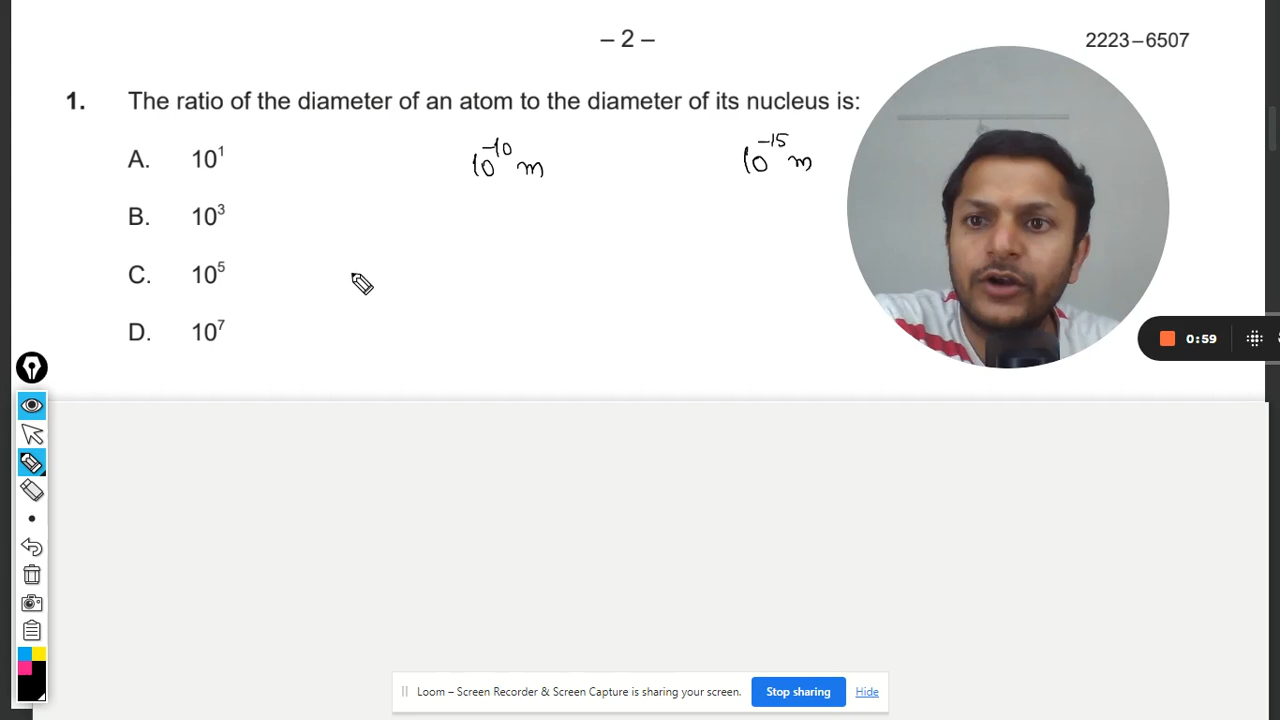 – 2 –
2223–6507
1. The ratio of the diameter of an atom to the diameter of its nucleus is:
A. 10¹
10⁻¹⁰ m
10⁻¹⁵ m
B. 10³
C. 10⁵
D. 10⁷
0:59
Loom – Screen Recorder & Screen Capture is sharing your screen.
Stop sharing
Hide